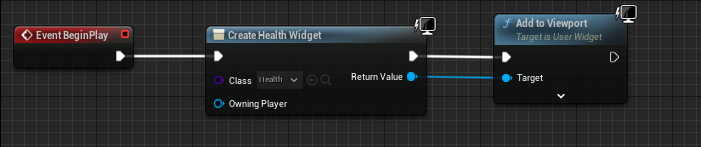 Event BeginPlay
Create Health Widget
Class Health
Return Value
Owning Player
f Add to Viewport
Target is User Widget
Target